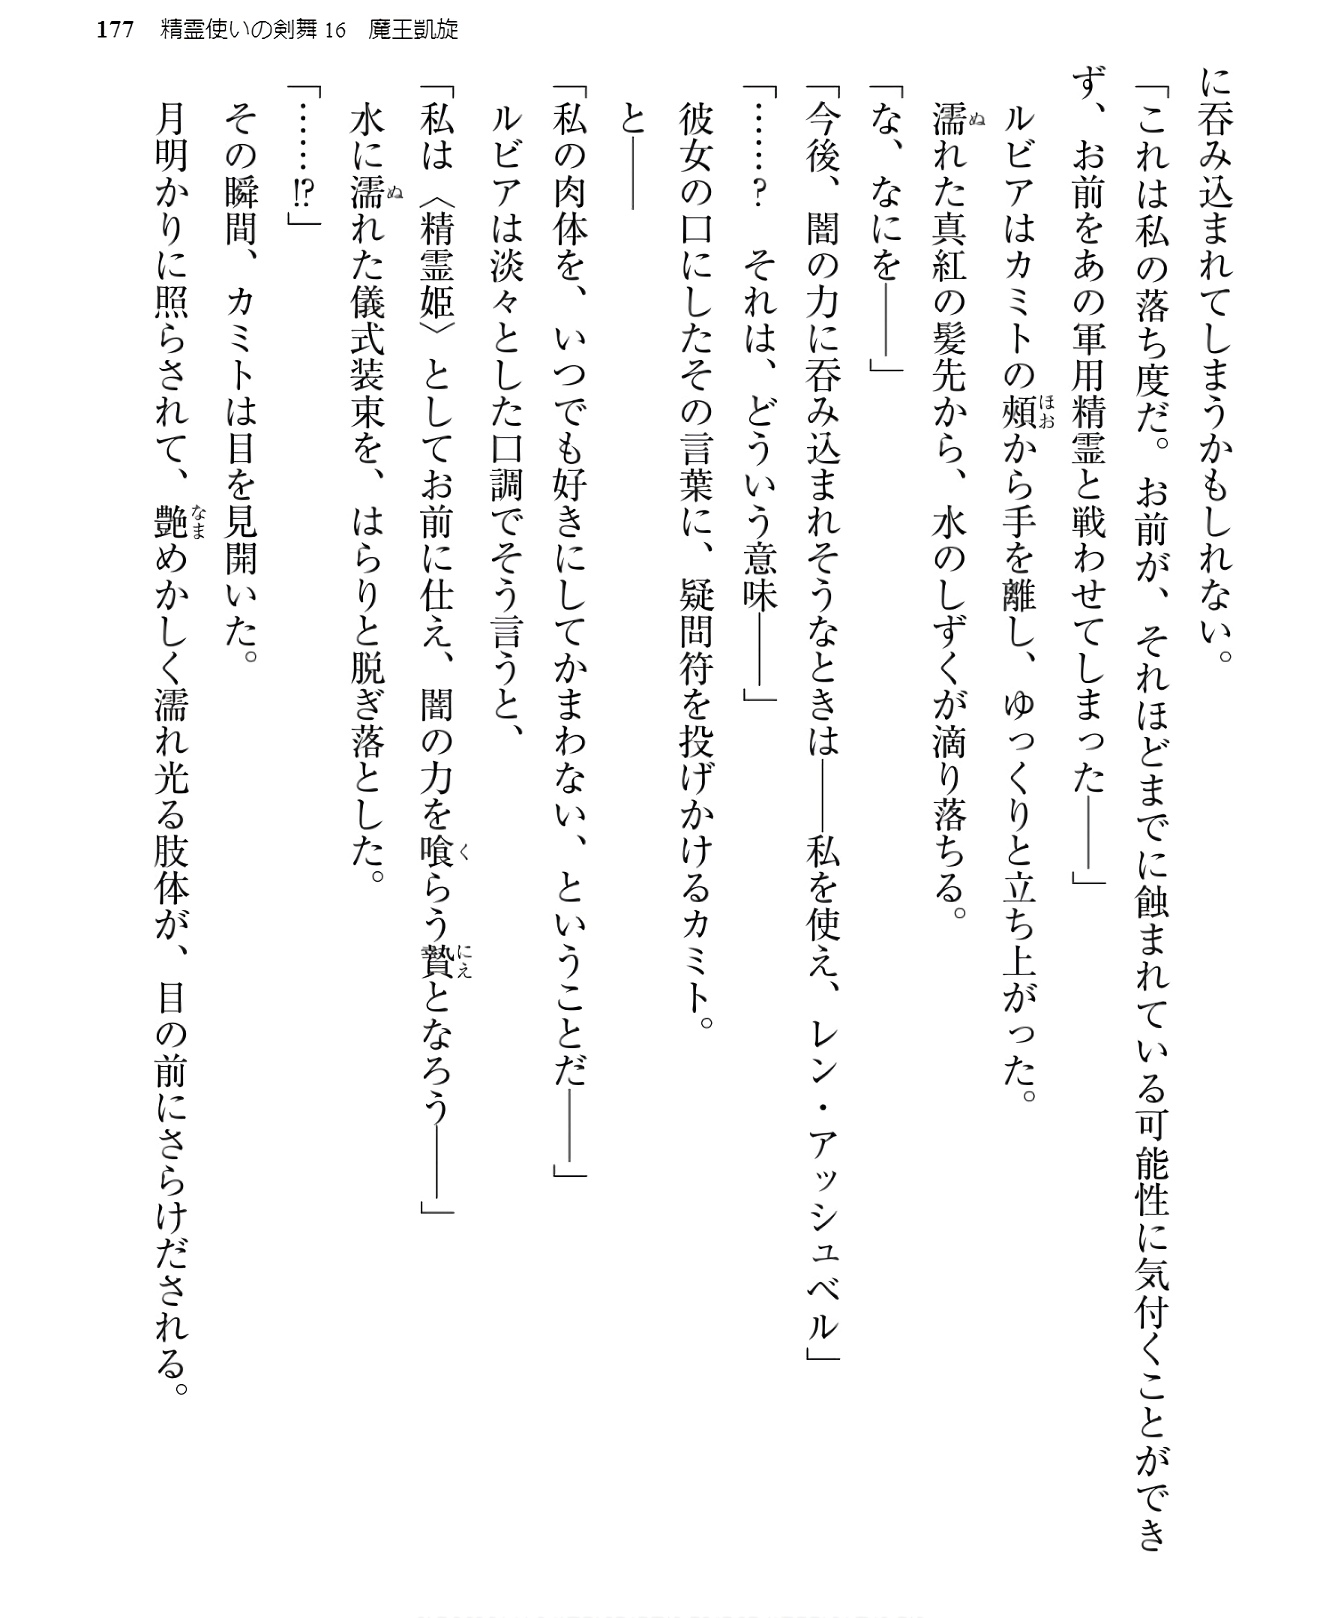 177　精霊使いの剣舞 16　魔王凱旋
に呑み込まれてしまうかもしれない。
「これは私の落ち度だ。お前が、それほどまでに蝕まれている可能性に気付くことができ
ず、お前をあの軍用精霊と戦わせてしまった――」
ルビアはカミトの頰から手を離し、ゆっくりと立ち上がった。
濡れた真紅の髪先から、水のしずくが滴り落ちる。
「な、なにを――」
「今後、闇の力に呑み込まれそうなときは――私を使え、レン・アッシュベル」
「……?　それは、どういう意味――」
彼女の口にしたその言葉に、疑問符を投げかけるカミト。
と――
「私の肉体を、いつでも好きにしてかまわない、ということだ――」
ルビアは淡々とした口調でそう言うと、
「私は〈精霊姫〉としてお前に仕え、闇の力を喰らう贄となろう――」
水に濡れた儀式装束を、はらりと脱ぎ落とした。
「……!?」
その瞬間、カミトは目を見開いた。
月明かりに照らされて、艶めかしく濡れ光る肢体が、目の前にさらけだされる。